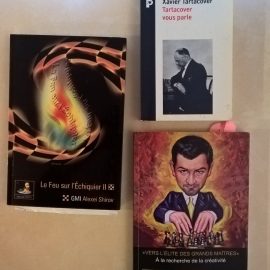 Xavier Tartacover
Tartacover
vous parle
Le Feu sur l'Échiquier II
GMI Alexei Shirov
«VERS L'ÉLITE DES GRANDS MAÎTRES»
À la recherche de la créativité